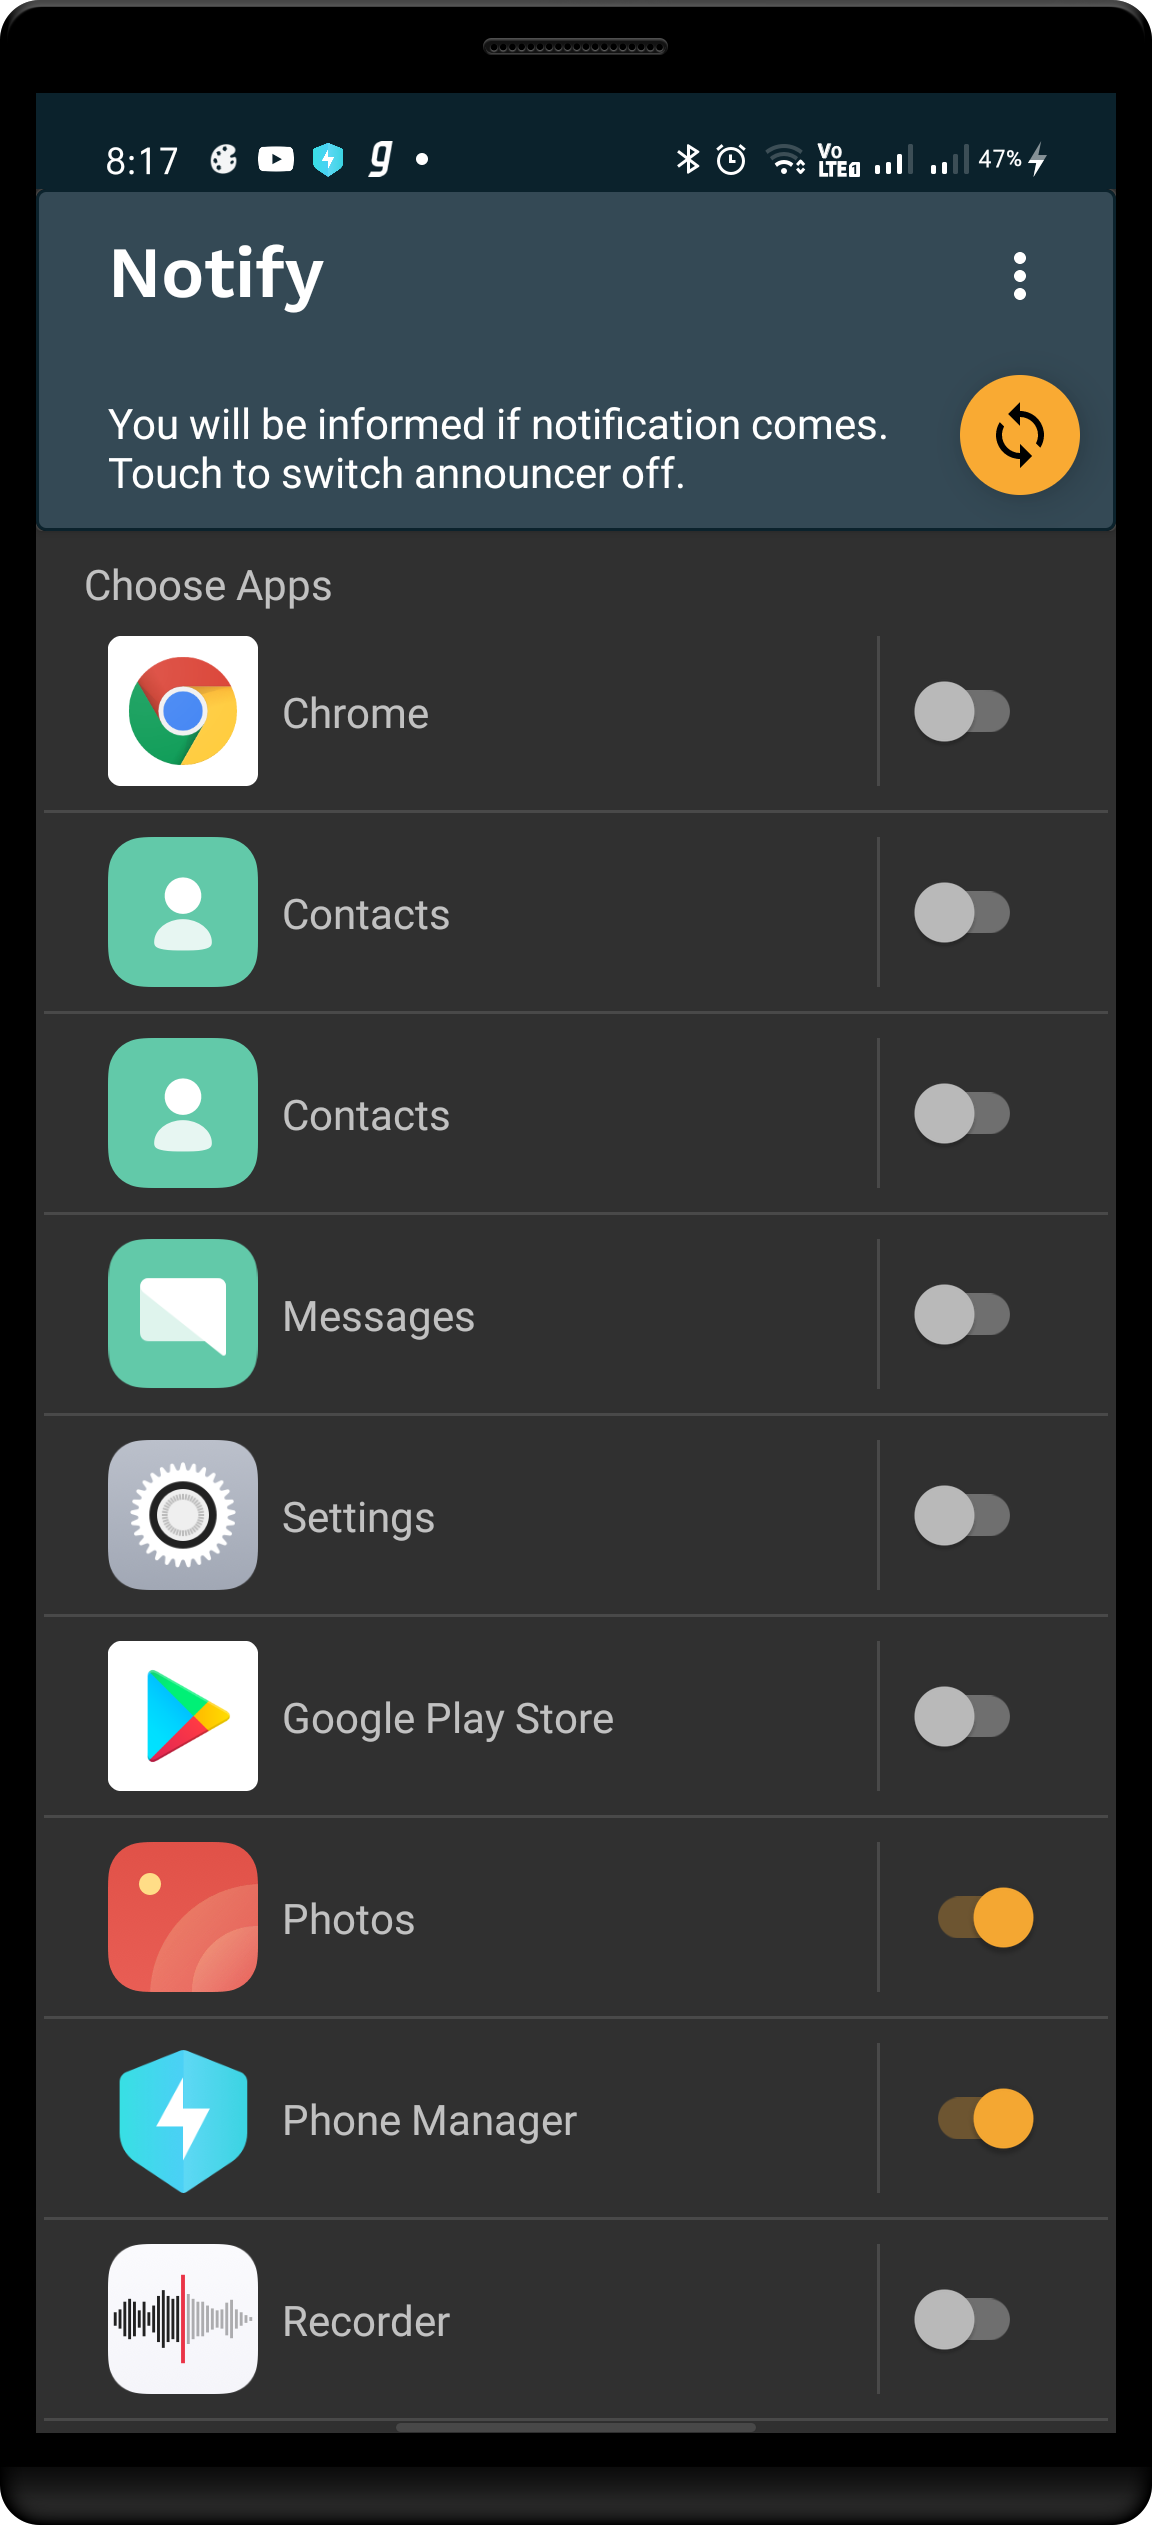 8:17
g
Vo
LTE1
47%
Notify
You will be informed if notification comes.
Touch to switch announcer off.
Choose Apps
Chrome
Contacts
Contacts
Messages
Settings
Google Play Store
Photos
Phone Manager
Recorder